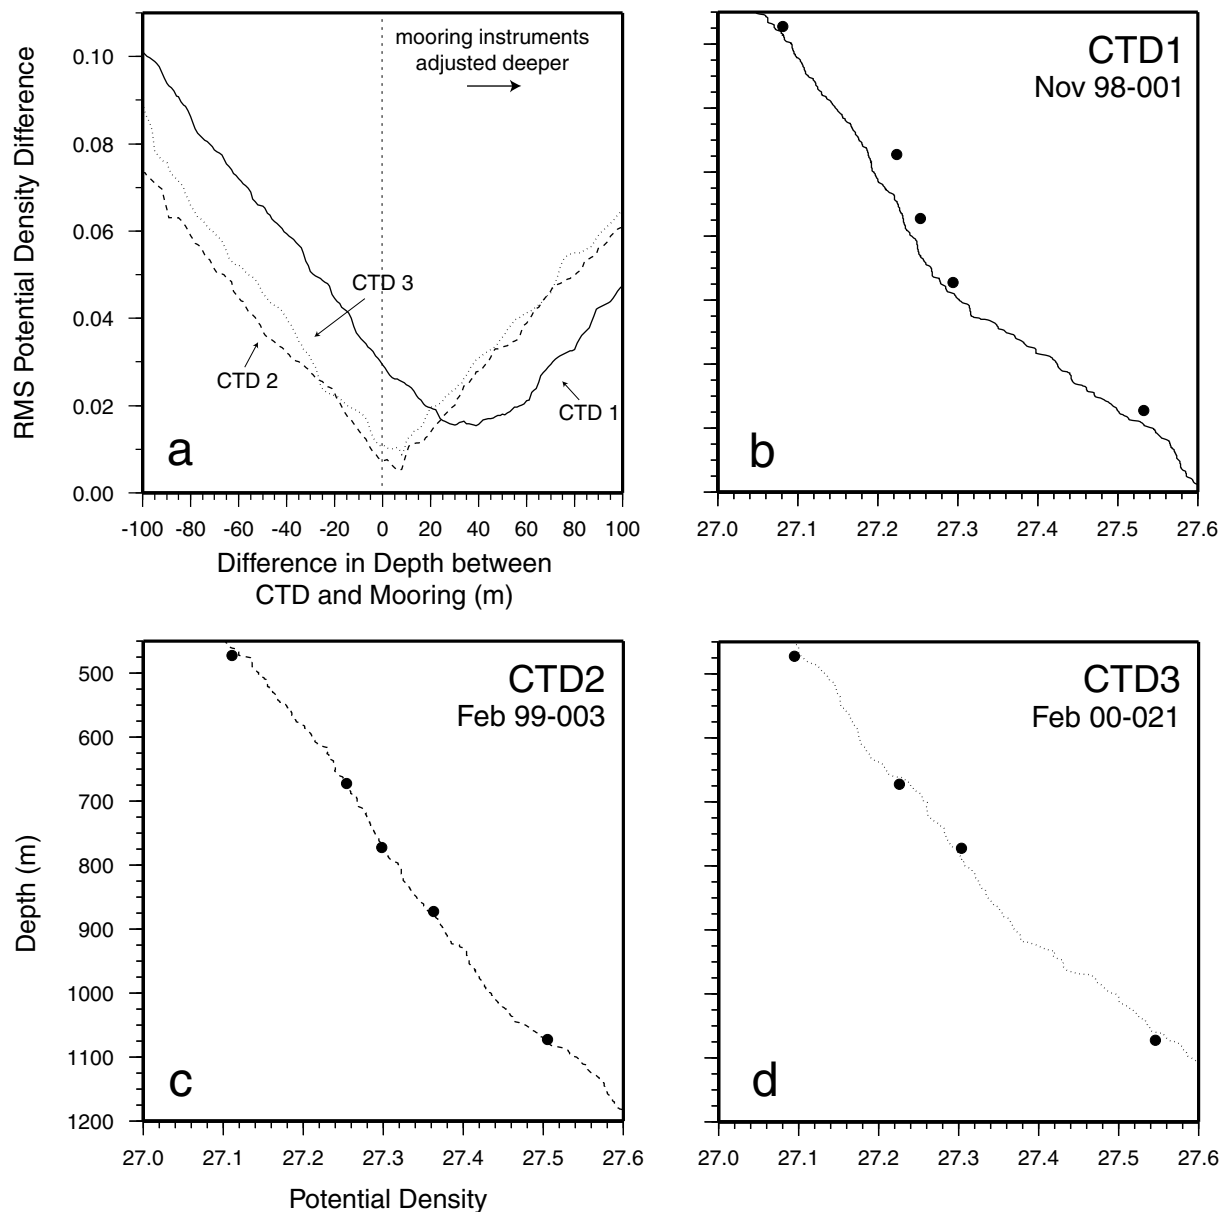 RMS Potential Density Difference
0.10
0.08
0.06
0.04
0.02
0.00
mooring instruments
adjusted deeper
CTD 3
CTD 2
CTD 1
a
-100 -80 -60 -40 -20 0 20 40 60 80 100
Difference in Depth between
CTD and Mooring (m)
CTD1
Nov 98-001
b
27.0 27.1 27.2 27.3 27.4 27.5 27.6
Depth (m)
500
600
700
800
900
1000
1100
1200
CTD2
Feb 99-003
c
27.0 27.1 27.2 27.3 27.4 27.5 27.6
Potential Density
CTD3
Feb 00-021
d
27.0 27.1 27.2 27.3 27.4 27.5 27.6